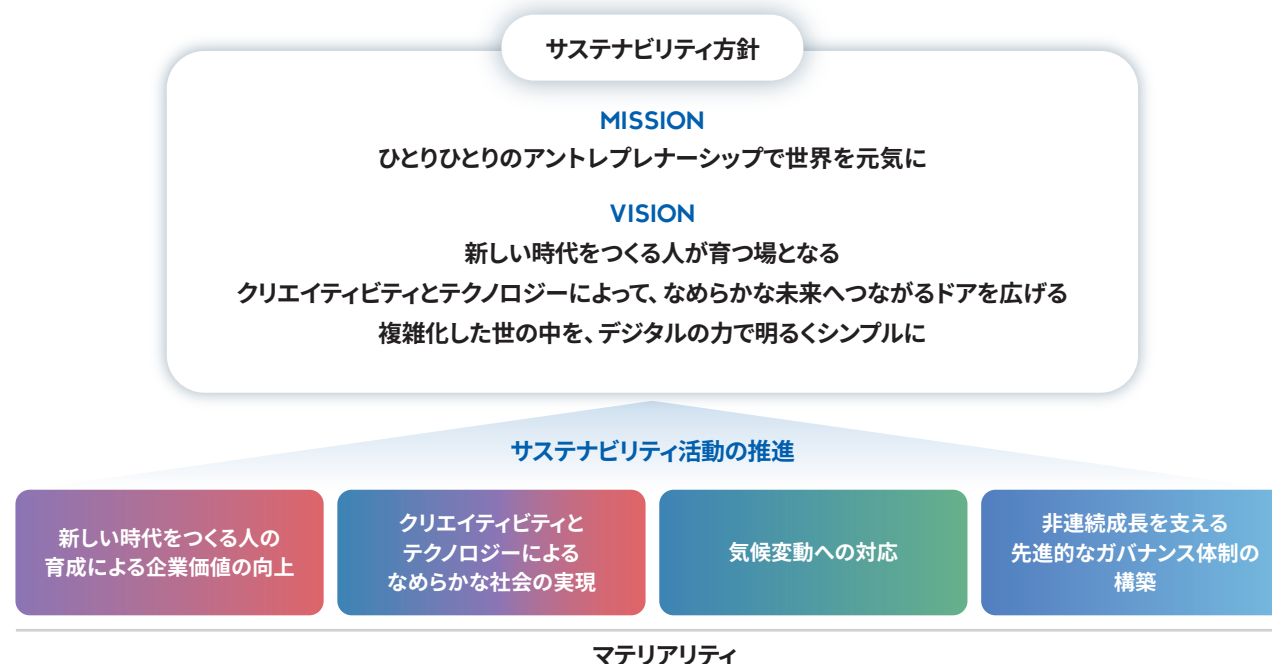 サステナビリティ方針
MISSION
ひとりひとりのアントレプレナーシップで世界を元気に
VISION
新しい時代をつくる人が育つ場となる
クリエイティビティとテクノロジーによって、なめらかな未来へつながるドアを広げる
複雑化した世の中を、デジタルの力で明るくシンプルに
サステナビリティ活動の推進
新しい時代をつくる人の
育成による企業価値の向上
クリエイティビティと
テクノロジーによる
なめらかな社会の実現
気候変動への対応
非連続成長を支える
先進的なガバナンス体制の
構築
マテリアリティ